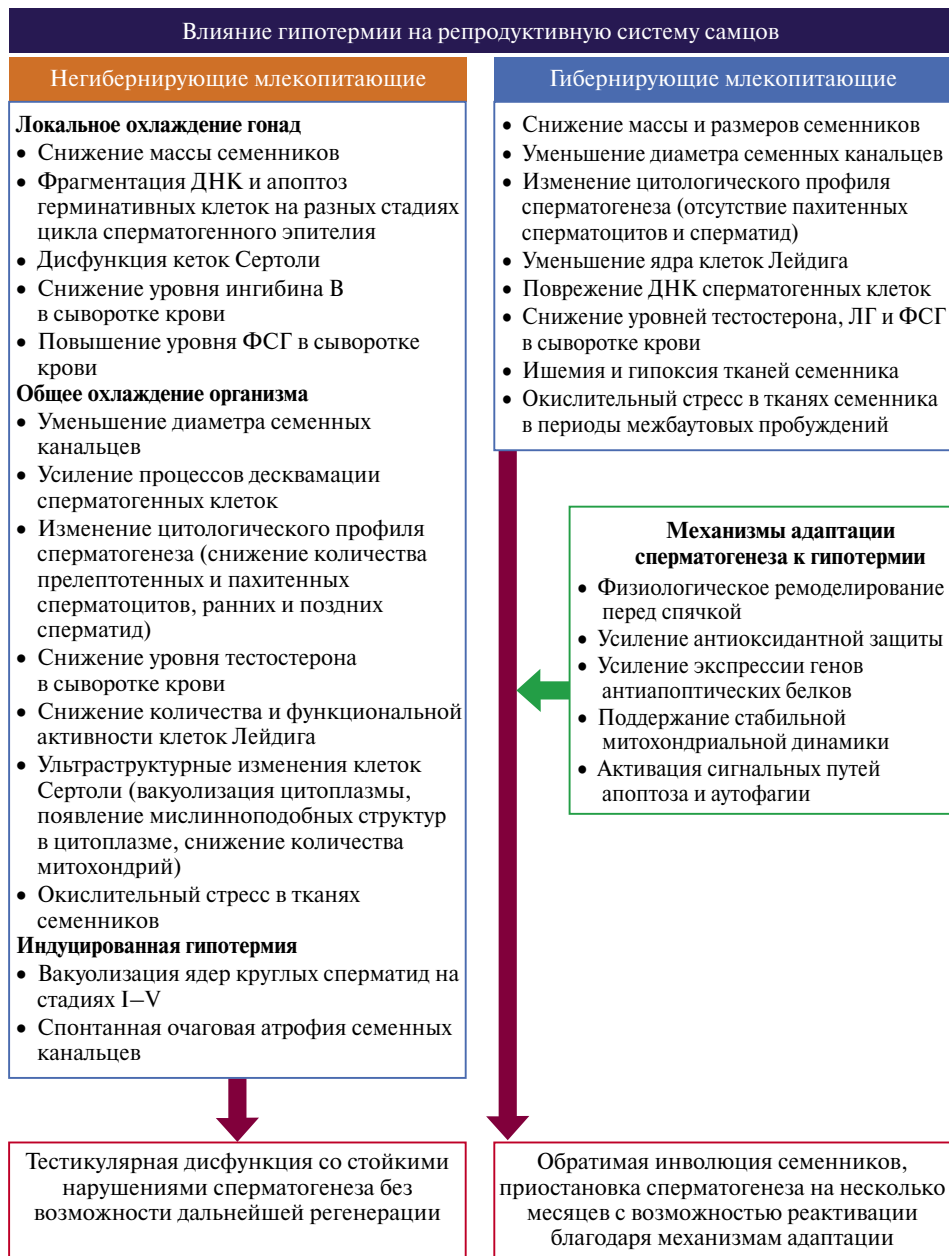 Влияние гипотермии на репродуктивную систему самцов
Негибернирующие млекопитающие
Локальное охлаждение гонад
• Снижение массы семенников
• Фрагментация ДНК и апоптоз
герминативных клеток на разных стадиях
цикла сперматогенного эпителия
• Дисфункция кеток Сертоли
• Снижение уровня ингибина В
в сыворотке крови
• Повышение уровня ФСГ в сыворотке
крови
Общее охлаждение организма
• Уменьшение диаметра семенных
канальцев
• Усиление процессов десквамации
сперматогенных клеток
• Изменение цитологического профиля
сперматогенеза (снижение количества
прелептотенных и пахитенных
сперматоцитов, ранних и поздних
сперматид)
• Снижение уровня тестостерона
в сыворотке крови
• Снижение количества и функциональной
активности клеток Лейдига
• Ультраструктурные изменения клеток
Сертоли (вакуолизация цитоплазмы,
появление мислинноподобных структур
в цитоплазме, снижение количества
митохондрий)
• Окислительный стресс в тканях
семенников
Индуцированная гипотермия
• Вакуолизация ядер круглых сперматид на
стадиях I–V
• Спонтанная очаговая атрофия семенных
канальцев
Тестикулярная дисфункция со стойкими
нарушениями сперматогенеза без
возможности дальнейшей регенерации
Гибернирующие млекопитающие
• Снижение массы и размеров семенников
• Уменьшение диаметра семенных канальцев
• Изменение цитологического профиля
сперматогенеза (отсутствие пахитенных
сперматоцитов и сперматид)
• Уменьшение ядра клеток Лейдига
• Поврежение ДНК сперматогенных клеток
• Снижение уровней тестостерона, ЛГ и ФСГ
в сыворотке крови
• Ишемия и гипоксия тканей семенника
• Окислительный стресс в тканях семенника
в периоды межбаутовых пробуждений
Механизмы адаптации
сперматогенеза к гипотермии
• Физиологическое ремоделирование
перед спячкой
• Усиление антиоксидантной защиты
• Усиление экспрессии генов
антиапоптических белков
• Поддержание стабильной
митохондриальной динамики
• Активация сигнальных путей
апоптоза и аутофагии
Обратимая инволюция семенников,
приостановка сперматогенеза на несколько
месяцев с возможностью реактивации
благодаря механизмам адаптации